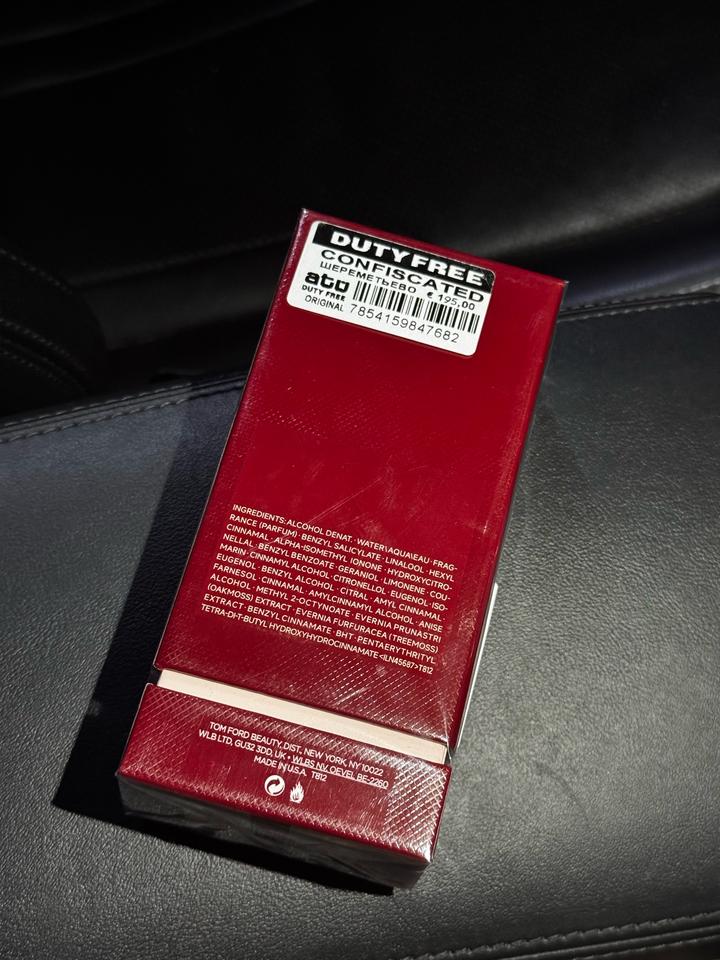 DUTY FREE
CONFISCATED
ШЕРЕМЕТЬЕВО € 195.00
ato
DUTY FREE
ORIGINAL 7854159847682
INGREDIENTS: ALCOHOL DENAT. · WATER\AQUA\EAU · FRAG-
RANCE (PARFUM) · BENZYL SALICYLATE · LINALOOL · HEXYL
CINNAMAL · ALPHA-ISOMETHYL IONONE · HYDROXYCITRO-
NELLAL · BENZYL BENZOATE · GERANIOL · LIMONENE · COU-
MARIN · CINNAMYL ALCOHOL · CITRONELLOL · EUGENOL · ISO-
EUGENOL · BENZYL ALCOHOL · CITRAL · AMYL CINNAMAL ·
FARNESOL · CINNAMAL · AMYLCINNAMYL ALCOHOL · ANISE
ALCOHOL · METHYL 2-OCTYNOATE · EVERNIA PRUNASTRI
(OAKMOSS) EXTRACT · EVERNIA FURFURACEA (TREEMOSS)
EXTRACT · BENZYL CINNAMATE · BHT · PENTAERYTHRITYL
TETRA-DI-T-BUTYL HYDROXYHYDROCINNAMATE <ILN45687> T812
TOM FORD BEAUTY, DIST. NEW YORK, NY 10022
WLB LTD, GU32 3DD, UK · WLBS NV, OEVEL BE-2260
MADE IN U.S.A. T812